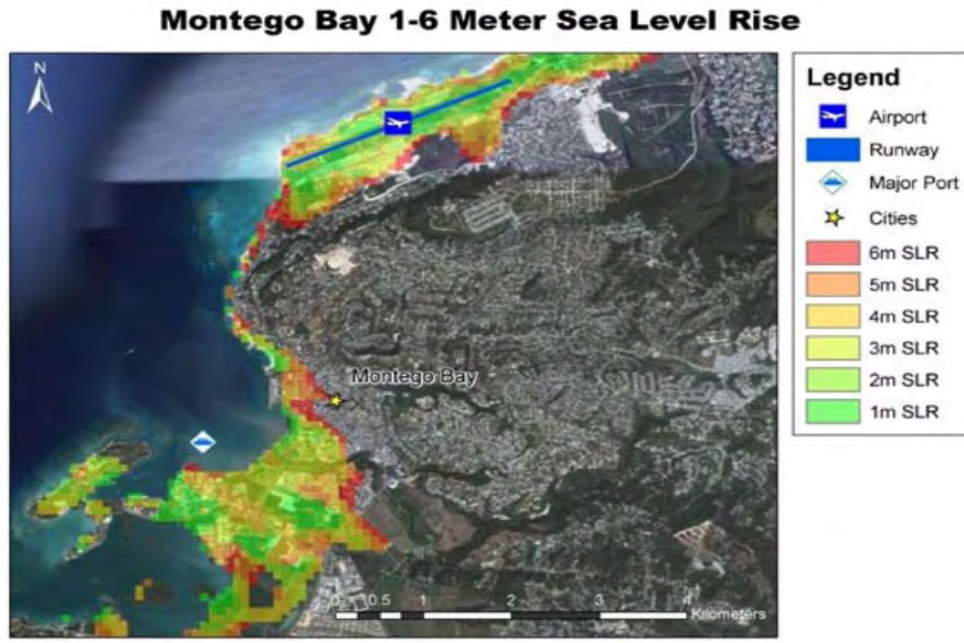 Montego Bay 1-6 Meter Sea Level Rise
N
Montego Bay
0 0.5 1 2 3 4
Kilometers
Legend
Airport
Runway
Major Port
Cities
6m SLR
5m SLR
4m SLR
3m SLR
2m SLR
1m SLR